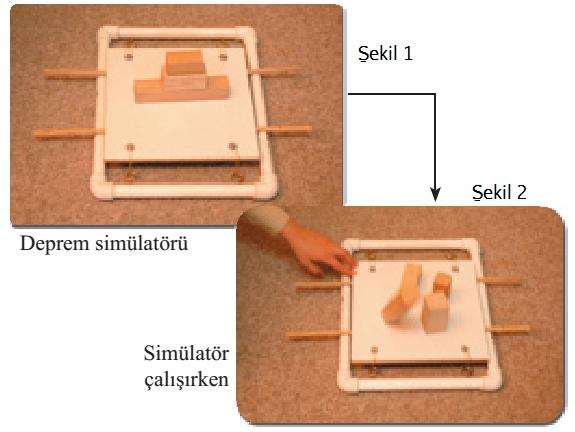 Şekil 1
Şekil 2
Deprem simülatörü
Simülatör
çalışırken